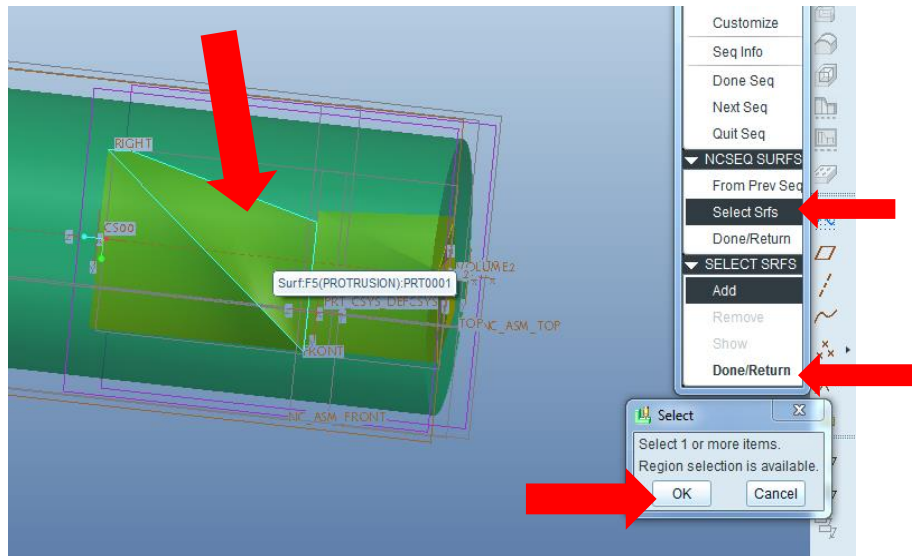 Customize
Seq Info
Done Seq
Next Seq
Quit Seq
NCSEQ SURFS
From Prev Seq
Select Srfs
Done/Return
SELECT SRFS
Add
Remove
Show
Done/Return
RIGHT
CS00
Y
VOLUME2
Surf:F5(PROTRUSION):PRT0001
PRT_CSYS_DEF
TOP
NC_ASM_TOP
FRONT
NC_ASM_FRONT
Select
Select 1 or more items.
Region selection is available.
OK
Cancel